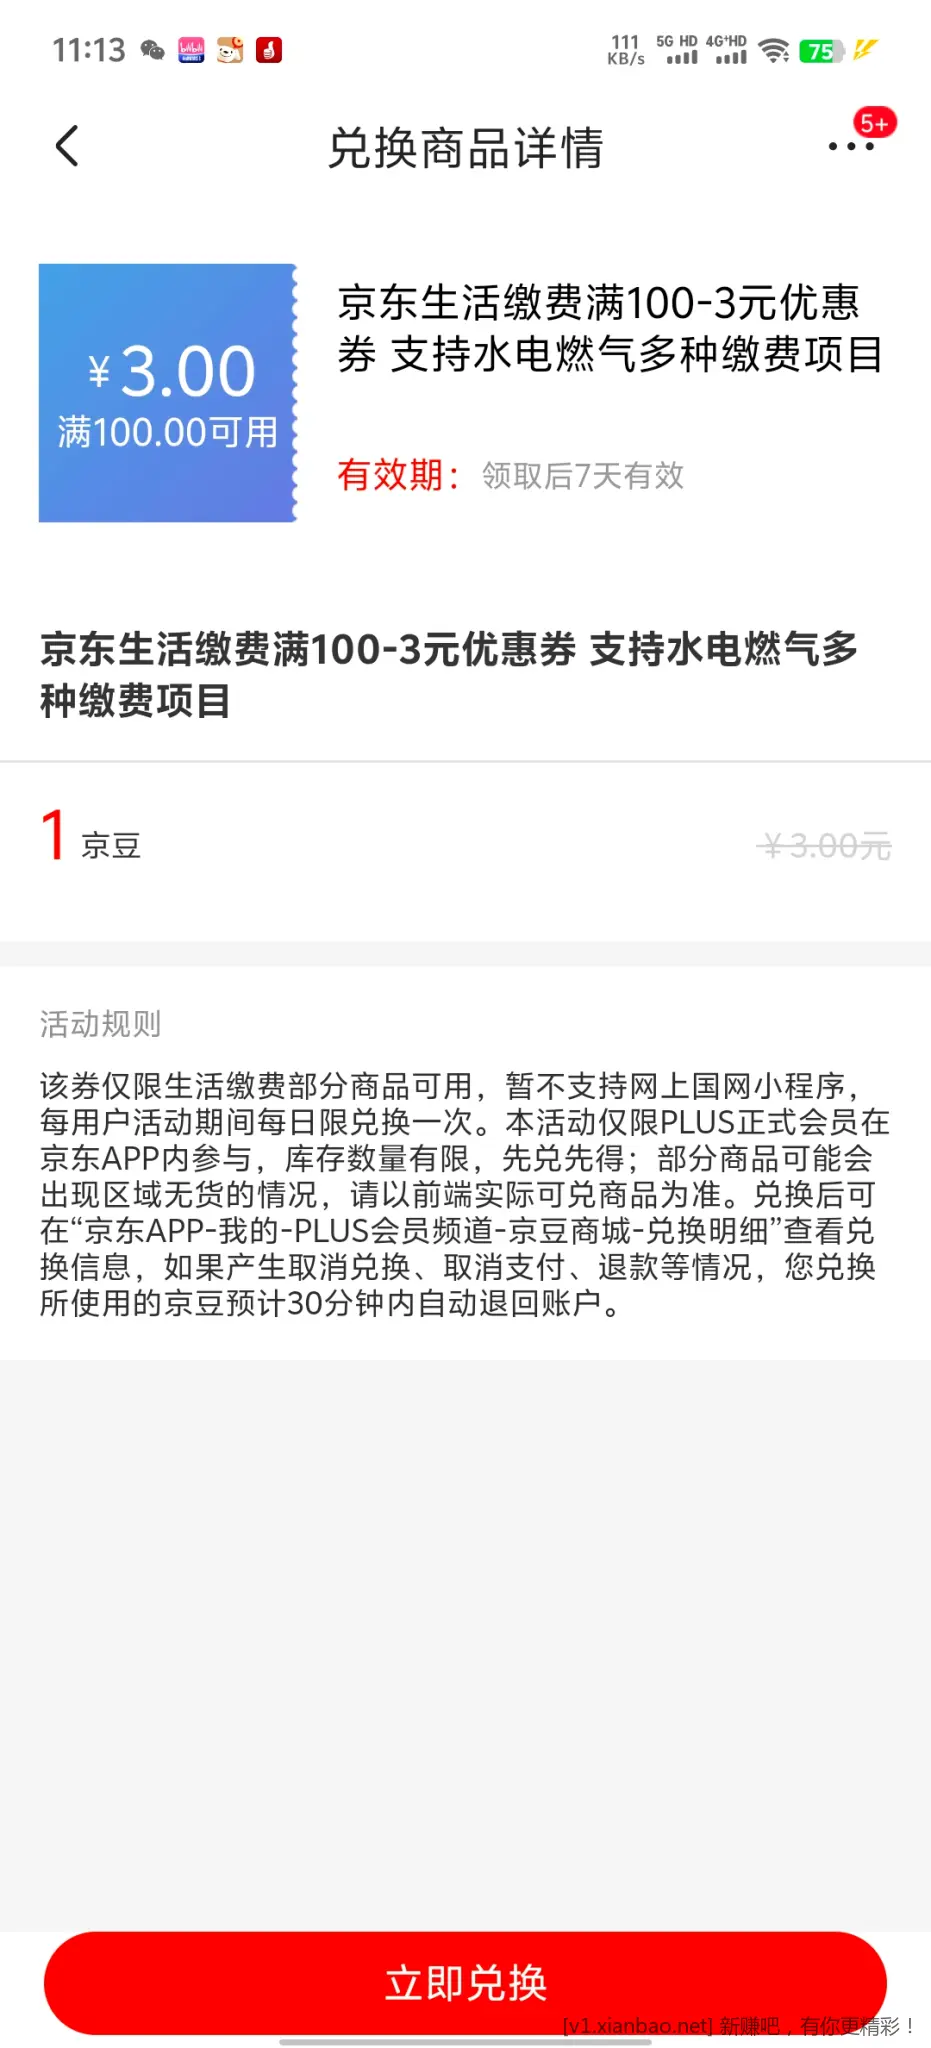 11:13
111 KB/s 5G HD 4G+HD 75
兑换商品详情
5+
京东生活缴费满100-3元优惠
券 支持水电燃气多种缴费项目
¥3.00
满100.00可用
有效期：领取后7天有效
京东生活缴费满100-3元优惠券 支持水电燃气多
种缴费项目
1 京豆
¥3.00元
活动规则
该券仅限生活缴费部分商品可用，暂不支持网上国网小程序，
每用户活动期间每日限兑换一次。本活动仅限PLUS正式会员在
京东APP内参与，库存数量有限，先兑先得；部分商品可能会
出现区域无货的情况，请以前端实际可兑商品为准。兑换后可
在“京东APP-我的-PLUS会员频道-京豆商城-兑换明细”查看兑
换信息，如果产生取消兑换、取消支付、退款等情况，您兑换
所使用的京豆预计30分钟内自动退回账户。
立即兑换
[v1.xianbao.net] 新赚吧，有你更精彩！